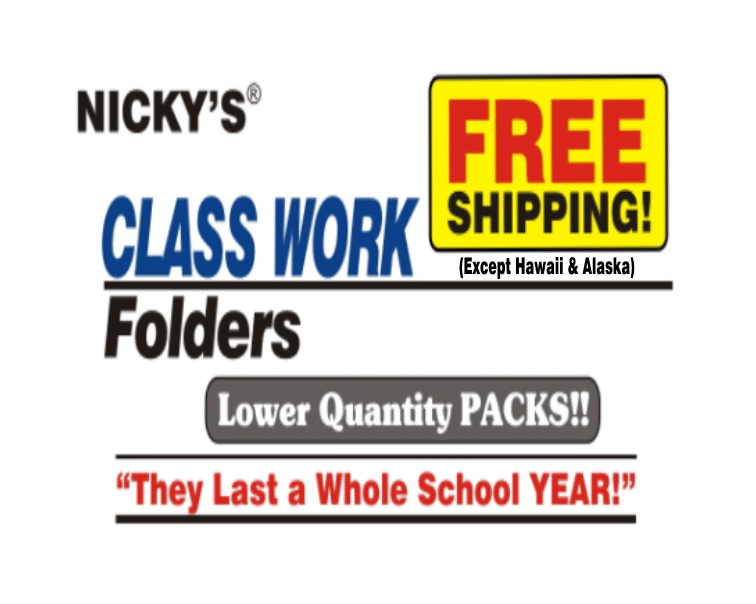 NICKY'S®
FREE
SHIPPING!
(Except Hawaii & Alaska)
CLASS WORK
Folders
Lower Quantity PACKS!!
“They Last a Whole School YEAR!”